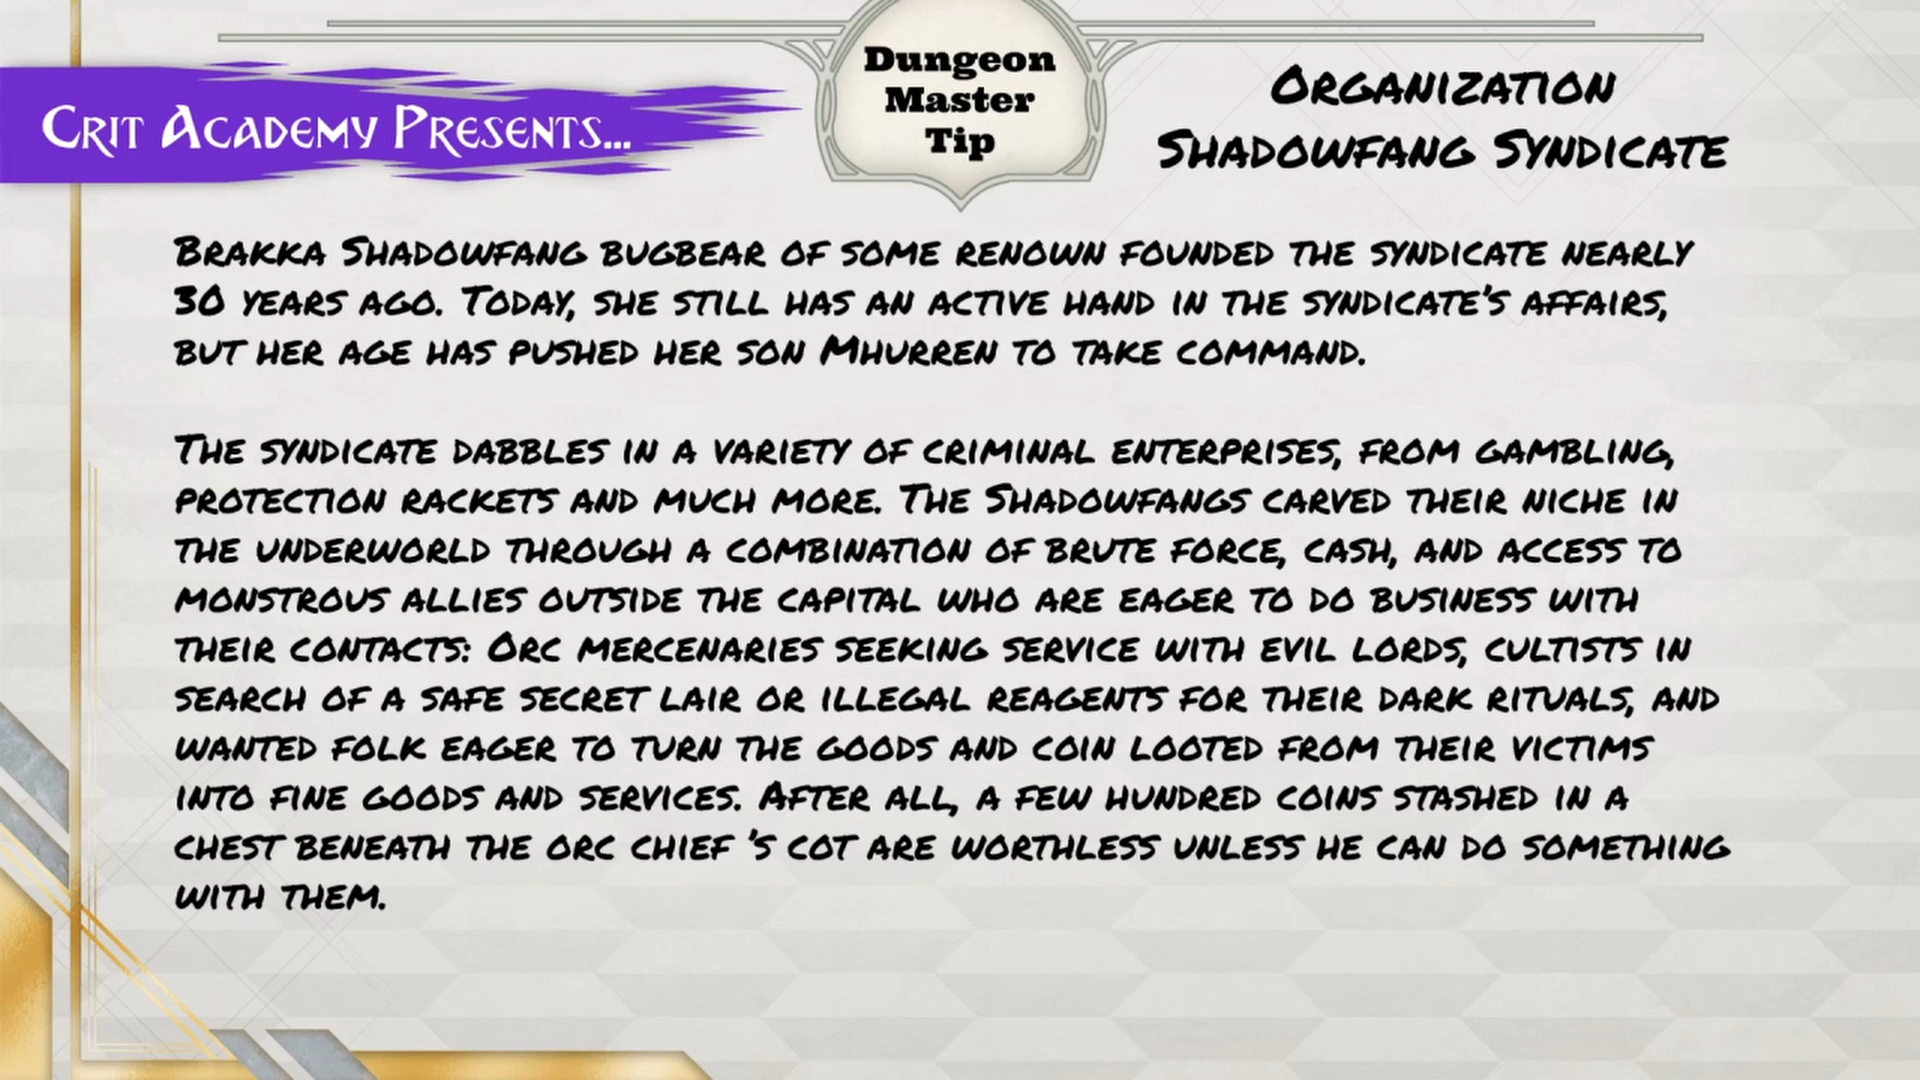 Crit Academy Presents...
Dungeon
Master
Tip
Organization
Shadowfang Syndicate
Brakka Shadowfang bugbear of some renown founded the syndicate nearly
30 years ago. Today, she still has an active hand in the syndicate's affairs,
but her age has pushed her son Mhurren to take command.
The syndicate dabbles in a variety of criminal enterprises, from gambling,
protection rackets and much more. The Shadowfangs carved their niche in
the underworld through a combination of brute force, cash, and access to
monstrous allies outside the capital who are eager to do business with
their contacts: Orc mercenaries seeking service with evil lords, cultists in
search of a safe secret lair or illegal reagents for their dark rituals, and
wanted folk eager to turn the goods and coin looted from their victims
into fine goods and services. After all, a few hundred coins stashed in a
chest beneath the orc chief 's cot are worthless unless he can do something
with them.